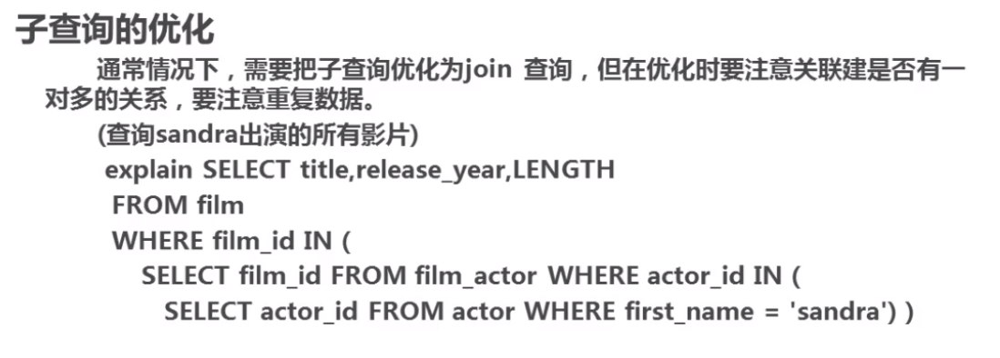 子查询的优化
通常情况下，需要把子查询优化为join 查询，但在优化时要注意关联建是否有一
对多的关系，要注意重复数据。
(查询sandra出演的所有影片)
explain SELECT title,release_year,LENGTH
FROM film
WHERE film_id IN (
SELECT film_id FROM film_actor WHERE actor_id IN (
SELECT actor_id FROM actor WHERE first_name = 'sandra') )